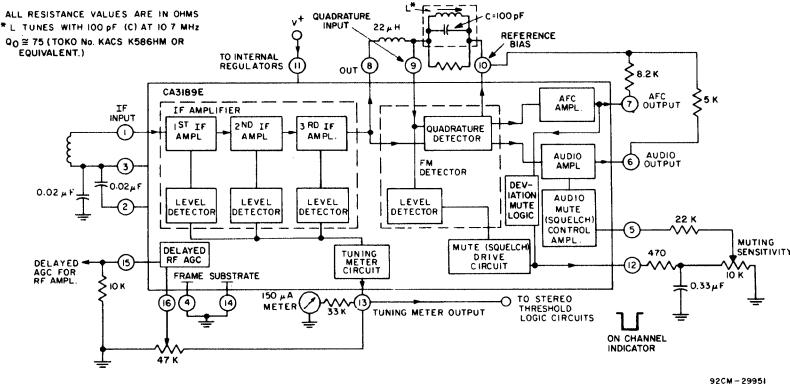 ALL RESISTANCE VALUES ARE IN OHMS
* L TUNES WITH 100 pF (C) AT 10.7 MHz
Q₀ ≅ 75 (TOKO No. KACS K586HM OR
EQUIVALENT.)
L*
C=100 pF
V+
QUADRATURE
INPUT
22 μH
REFERENCE
BIAS
TO INTERNAL
REGULATORS
11
OUT
8
9
10
8.2K
5 K
CA3189E
IF
INPUT
1
IF AMPLIFIER
1ST IF
AMPL
2ND IF
AMPL
3RD IF
AMPL.
QUADRATURE
DETECTOR
AFC
AMPL.
7
AFC
OUTPUT
3
0.02 μF
0.02 μF
2
FM
DETECTOR
AUDIO
AMPL
6
AUDIO
OUTPUT
LEVEL
DETECTOR
LEVEL
DETECTOR
LEVEL
DETECTOR
LEVEL
DETECTOR
DEV-
IATION
MUTE
LOGIC
AUDIO
MUTE
(SQUELCH)
CONTROL
AMPL.
5
22 K
MUTING
SENSITIVITY
DELAYED
AGC FOR
RF AMPL.
15
DELAYED
RF AGC
TUNING
METER
CIRCUIT
MUTE (SQUELCH)
DRIVE
CIRCUIT
12
470
10 K
0.33 μF
10 K
16
FRAME
4
SUBSTRATE
14
150 μA
METER
33 K
13
TUNING METER OUTPUT
TO STEREO
THRESHOLD
LOGIC CIRCUITS
47 K
ON CHANNEL
INDICATOR
92CM-29951